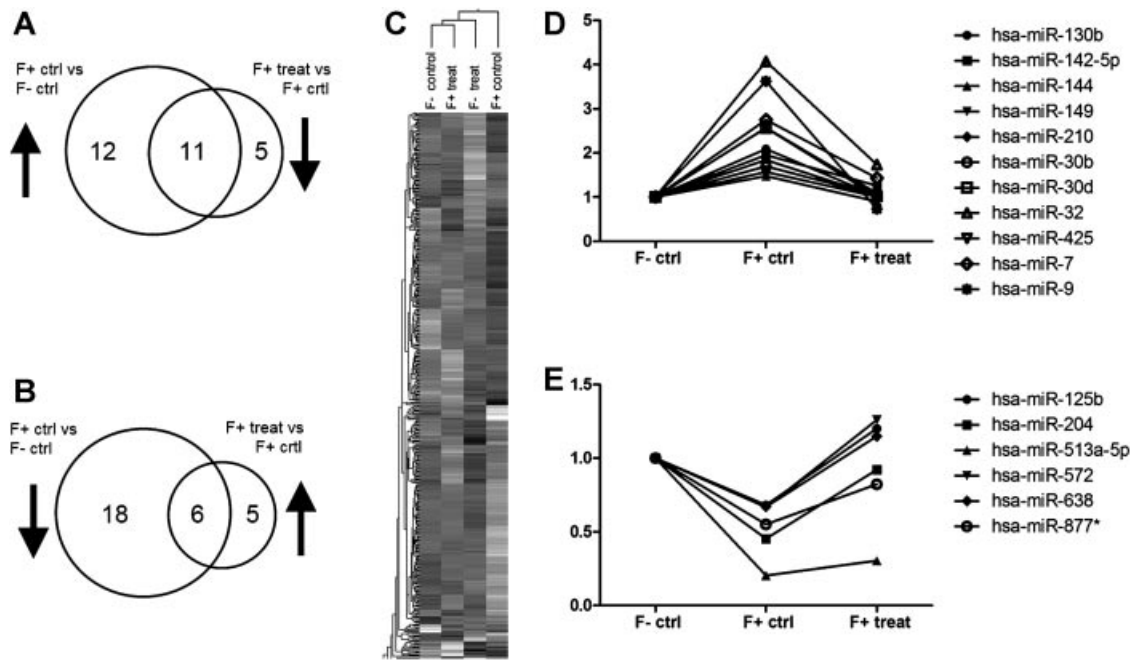 A
F+ ctrl vs
F- ctrl
F+ treat vs
F+ crtl
12
11
5
B
F+ ctrl vs
F- ctrl
F+ treat vs
F+ crtl
18
6
5
C
F- control
F+ treat
F- treat
F+ control
D
5
4
3
2
1
0
F- ctrl
F+ ctrl
F+ treat
hsa-miR-130b
hsa-miR-142-5p
hsa-miR-144
hsa-miR-149
hsa-miR-210
hsa-miR-30b
hsa-miR-30d
hsa-miR-32
hsa-miR-425
hsa-miR-7
hsa-miR-9
E
1.5
1.0
0.5
0.0
F- ctrl
F+ ctrl
F+ treat
hsa-miR-125b
hsa-miR-204
hsa-miR-513a-5p
hsa-miR-572
hsa-miR-638
hsa-miR-877*